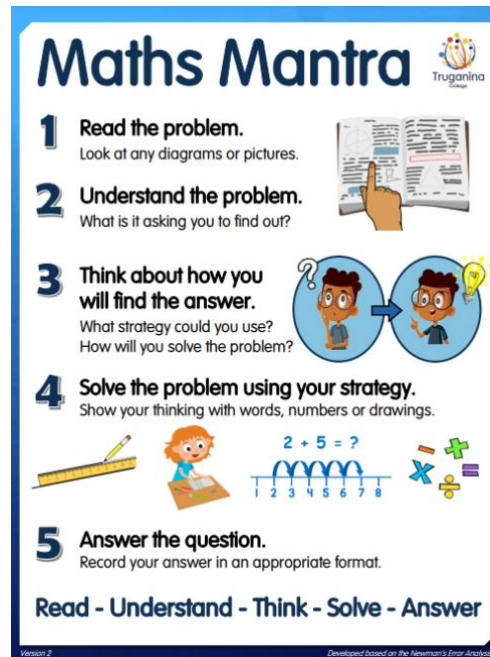 Maths Mantra
Truganina
College
1 Read the problem.
Look at any diagrams or pictures.
2 Understand the problem.
What is it asking you to find out?
3 Think about how you
will find the answer.
What strategy could you use?
How will you solve the problem?
?
4 Solve the problem using your strategy.
Show your thinking with words, numbers or drawings.
2 + 5 = ?
1 2 3 4 5 6 7 8
− + × ÷ =
5 Answer the question.
Record your answer in an appropriate format.
Read - Understand - Think - Solve - Answer
Version 2
Developed based on the Newman's Error Analysis